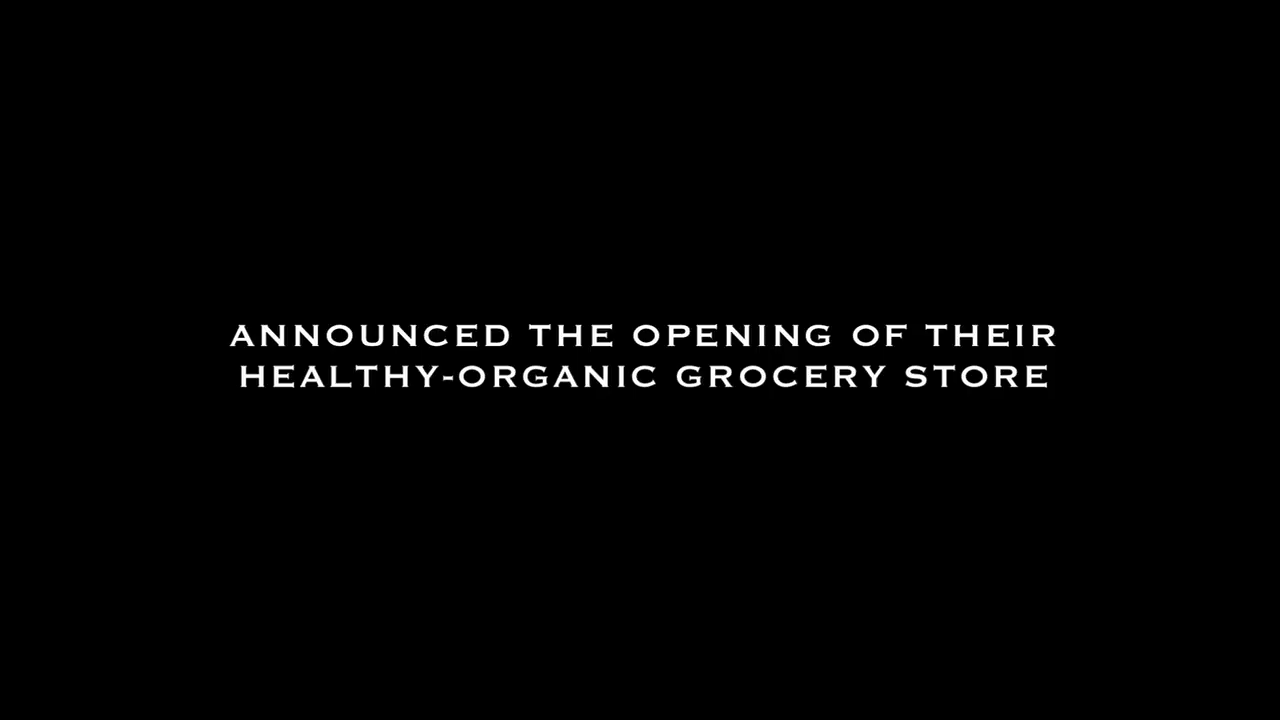 ANNOUNCED THE OPENING OF THEIR
HEALTHY-ORGANIC GROCERY STORE